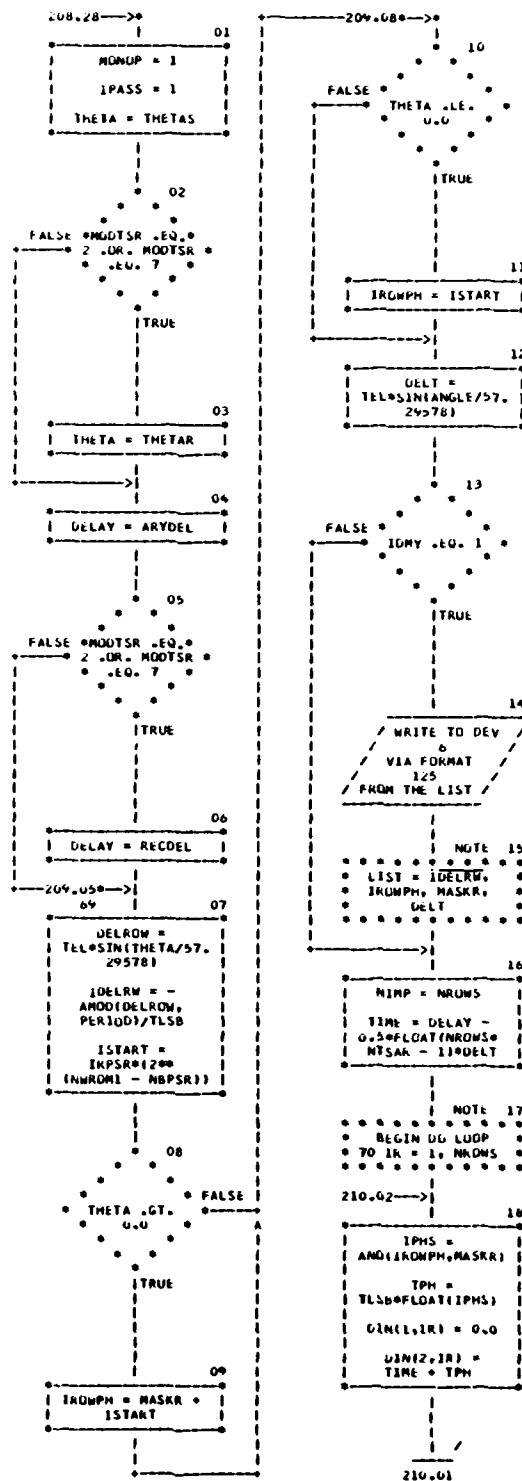 208.28
01
MONOP = 1
IPASS = 1
THETA = THETAS
02
FALSE
MODTSR .EQ.
2 .OR. MODTSR
.EQ. 7
TRUE
03
THETA = THETAR
04
DELAY = ARYDEL
05
FALSE
MODTSR .EQ.
2 .OR. MODTSR
.EQ. 7
TRUE
06
DELAY = RECDEL
209.05
69
07
DELROW =
TEL*SIN(THETA/57.
29578)
IDELRW = -
AMOD(DELROW,
PERIOD)/TLSB
ISTART =
IKPSR*(2**
(NWROM1 - NBPSR))
08
THETA .GT.
0.0
FALSE
TRUE
09
IROWPH = MASKR +
ISTART
209.08
10
FALSE
THETA .LE.
0.0
TRUE
11
IROWPH = ISTART
12
DELT =
TEL*SIN(ANGLE/57.
29578)
13
FALSE
IDMY .EQ. 1
TRUE
14
WRITE TO DEV
6
VIA FORMAT
125
FROM THE LIST
NOTE 15
LIST = IDELRW,
IROWPH, MASKR,
DELT
16
NIMP = NROWS
TIME = DELAY -
0.5*FLOAT(NROWS*
NTSAR - 1)*DELT
NOTE 17
BEGIN DO LOOP
70 IR = 1, NROWS
210.02
18
IPHS =
AND(IROWPH,MASKR)
TPH =
TLSB*FLOAT(IPHS)
DIN(1,IR) = 0.0
DIN(2,IR) =
TIME + TPH
210.01